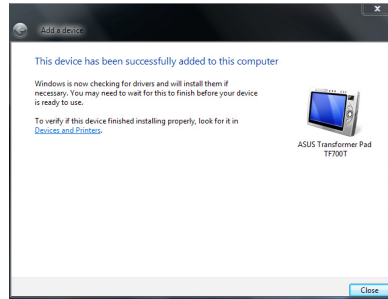 Add a device
This device has been successfully added to this computer
Windows is now checking for drivers and will install them if
necessary. You may need to wait for this to finish before your device
is ready to use.
To verify if this device finished installing properly, look for it in
Devices and Printers.
ASUS Transformer Pad
TF700T
Close